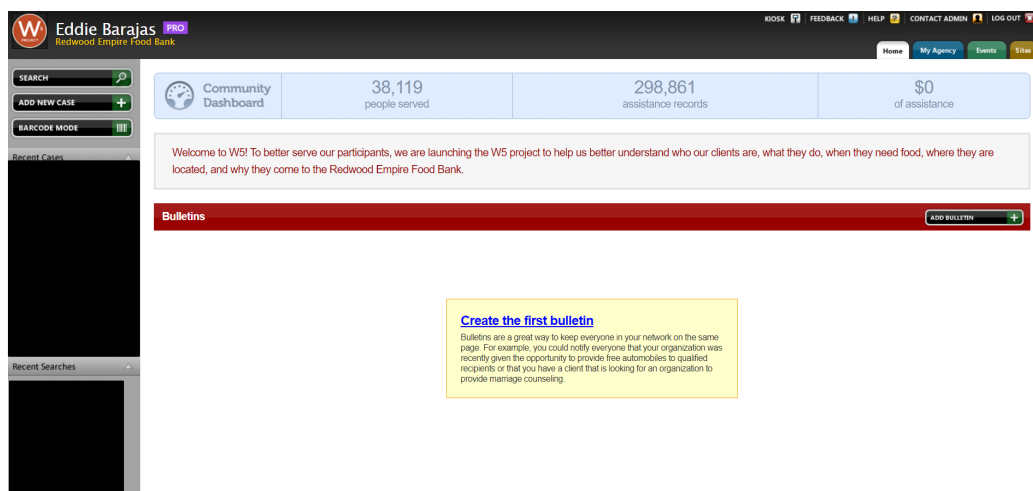 W5
PROJECT
Eddie Barajas PRO
Redwood Empire Food Bank
KIOSK FEEDBACK HELP CONTACT ADMIN LOG OUT
Home My Agency Events Sites
SEARCH
ADD NEW CASE
BARCODE MODE
Recent Cases
Recent Searches
Community
Dashboard
38,119
people served
298,861
assistance records
$0
of assistance
Welcome to W5! To better serve our participants, we are launching the W5 project to help us better understand who our clients are, what they do, when they need food, where they are
located, and why they come to the Redwood Empire Food Bank.
Bulletins
ADD BULLETIN
Create the first bulletin
Bulletins are a great way to keep everyone in your network on the same
page. For example, you could notify everyone that your organization was
recently given the opportunity to provide free automobiles to qualified
recipients or that you have a client that is looking for an organization to
provide marriage counseling.